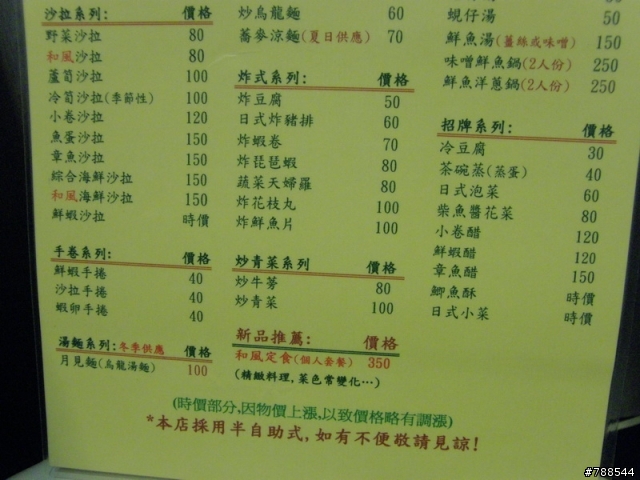 沙拉系列: 價格
野菜沙拉 80
和風沙拉 80
蘆筍沙拉 100
冷筍沙拉(季節性) 100
小卷沙拉 120
魚蛋沙拉 150
章魚沙拉 150
綜合海鮮沙拉 150
和風海鮮沙拉 150
鮮蝦沙拉 時價
手卷系列: 價格
鮮蝦手捲 40
沙拉手捲 40
蝦卵手捲 40
湯麵系列:冬季供應 價格
月見麵(烏龍湯麵) 100
炒烏龍麵 60
蕎麥涼麵(夏日供應) 70
炸式系列: 價格
炸豆腐 50
日式炸豬排 60
炸蝦卷 70
炸琵琶蝦 80
蔬菜天婦羅 80
炸花枝丸 100
炸鮮魚片 100
炒青菜系列 價格
炒牛蒡 80
炒青菜 100
新品推薦: 價格
和風定食(個人套餐) 350
(精緻料理,菜色常變化…)
蜆仔湯 50
鮮魚湯(薑絲或味噌) 150
味噌鮮魚鍋(2人份) 250
鮮魚洋蔥鍋(2人份) 250
招牌系列: 價格
冷豆腐 30
茶碗蒸(蒸蛋) 40
日式泡菜 60
柴魚醬花菜 80
小卷醋 120
鮮蝦醋 120
章魚醋 150
鯽魚酥 時價
日式小菜 時價
(時價部分,因物價上漲,以致價格略有調漲)
*本店採用半自助式,如有不便敬請見諒!
#788544